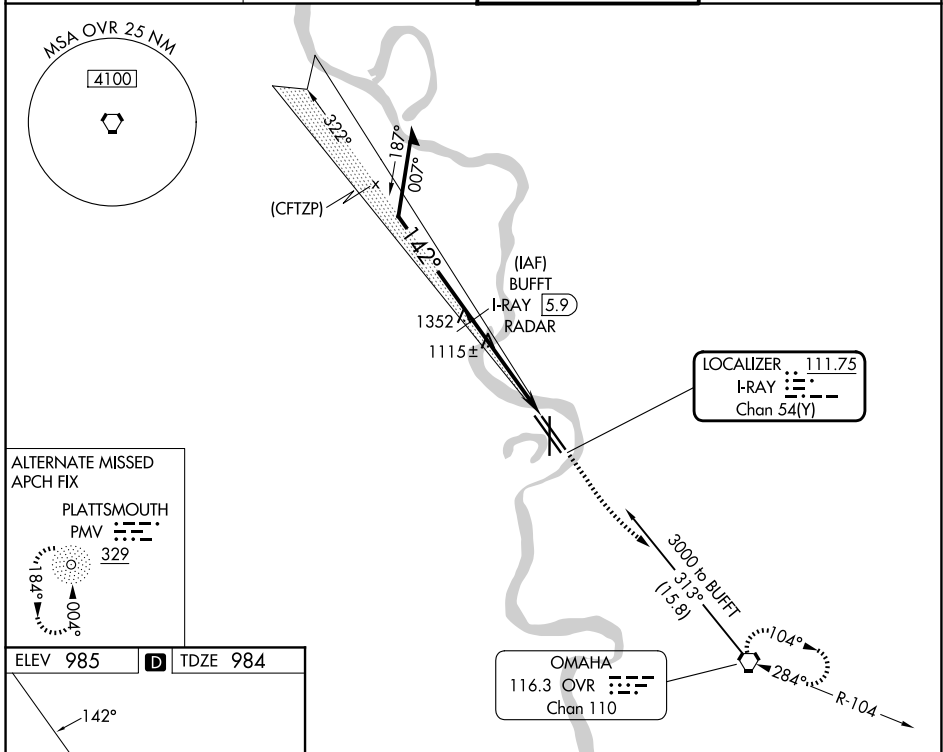 MSA OVR 25 NM
4100
322°
187°
007°
(CFTZP)
142°
(IAF)
BUFFT
I-RAY 5.9
RADAR
1352
1115±
LOCALIZER 111.75
I-RAY
Chan 54(Y)
ALTERNATE MISSED
APCH FIX
PLATTSMOUTH
PMV
329
184°
004°
3000 to BUFFT
313°
(15.8)
104°
284°
R-104
OMAHA
116.3 OVR
Chan 110
ELEV 985 D TDZE 984
142°